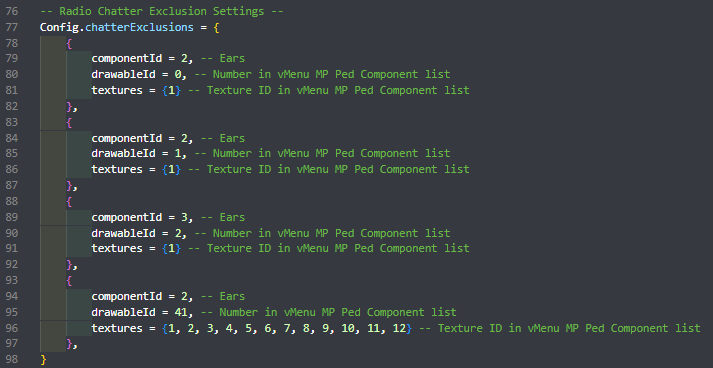 76 -- Radio Chatter Exclusion Settings --
77 Config.chatterExclusions = {
78 {
79 componentId = 2, -- Ears
80 drawableId = 0, -- Number in vMenu MP Ped Component list
81 textures = {1} -- Texture ID in vMenu MP Ped Component list
82 },
83 {
84 componentId = 2, -- Ears
85 drawableId = 1, -- Number in vMenu MP Ped Component list
86 textures = {1} -- Texture ID in vMenu MP Ped Component list
87 },
88 {
89 componentId = 3, -- Ears
90 drawableId = 2, -- Number in vMenu MP Ped Component list
91 textures = {1} -- Texture ID in vMenu MP Ped Component list
92 },
93 {
94 componentId = 2, -- Ears
95 drawableId = 41, -- Number in vMenu MP Ped Component list
96 textures = {1, 2, 3, 4, 5, 6, 7, 8, 9, 10, 11, 12} -- Texture ID in vMenu MP Ped Component list
97 },
98 }